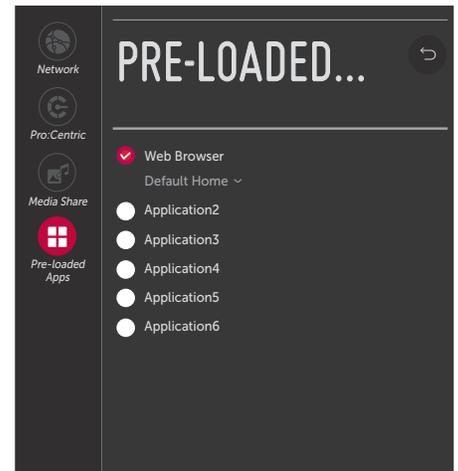 PRE-LOADED...
Network
Pro:Centric
Media Share
Pre-loaded
Apps
Web Browser
Default Home
Application2
Application3
Application4
Application5
Application6